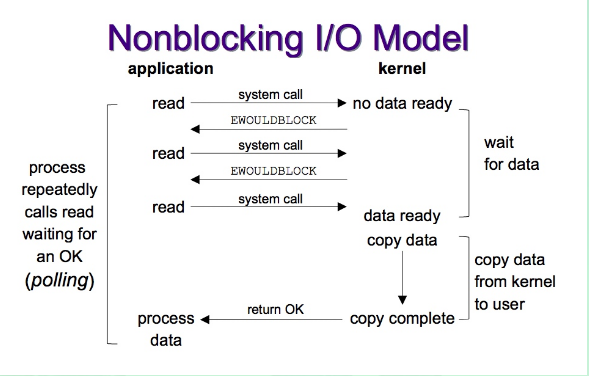 Nonblocking I/O Model
application
kernel
read
system call
no data ready
EWOULDBLOCK
read
system call
EWOULDBLOCK
read
system call
data ready
copy data
return OK
copy complete
process
data
process
repeatedly
calls read
waiting for
an OK
(polling)
wait
for data
copy data
from kernel
to user